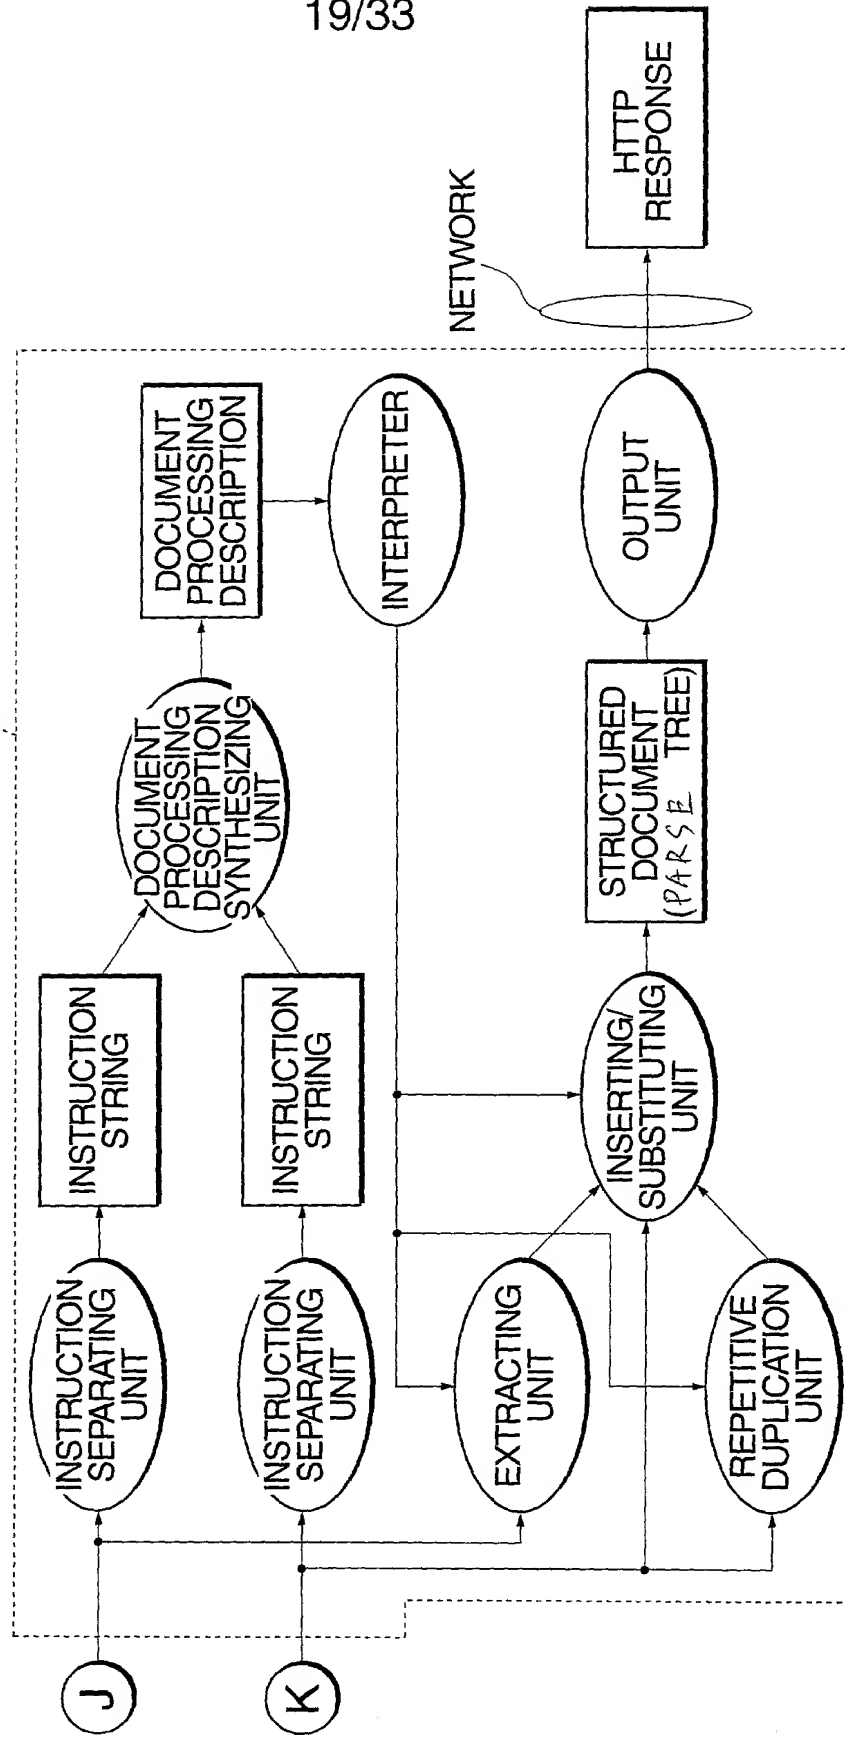 19/33
J
INSTRUCTION
SEPARATING
UNIT
INSTRUCTION
STRING
DOCUMENT
PROCESSING
DESCRIPTION
SYNTHESIZING
UNIT
DOCUMENT
PROCESSING
DESCRIPTION
K
INSTRUCTION
SEPARATING
UNIT
INSTRUCTION
STRING
INTERPRETER
EXTRACTING
UNIT
INSERTING/
SUBSTITUTING
UNIT
STRUCTURED
DOCUMENT
(PARSE TREE)
OUTPUT
UNIT
NETWORK
HTTP
RESPONSE
REPETITIVE
DUPLICATION
UNIT